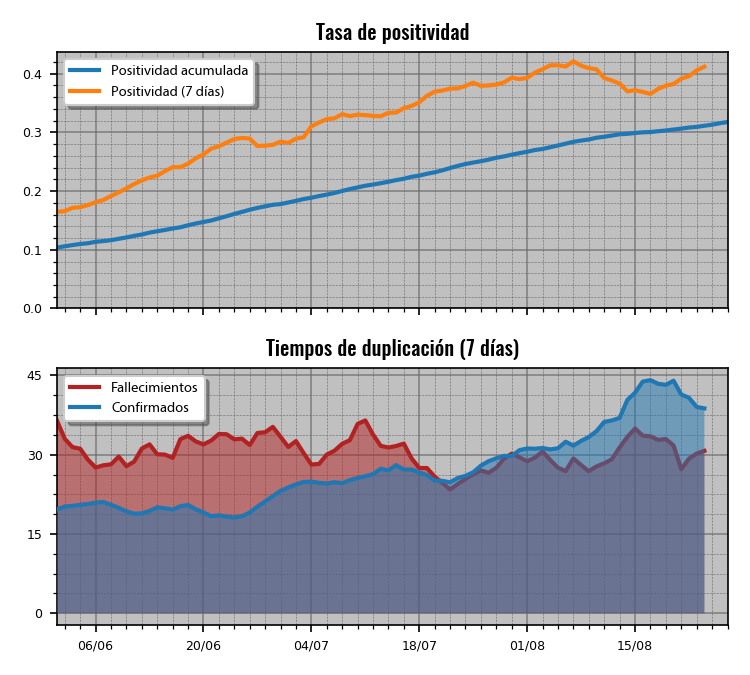 Tasa de positividad
0.4
0.3
0.2
0.1
0.0
Positividad acumulada
Positividad (7 días)
Tiempos de duplicación (7 días)
45
30
15
0
Fallecimientos
Confirmados
06/06 20/06 04/07 18/07 01/08 15/08